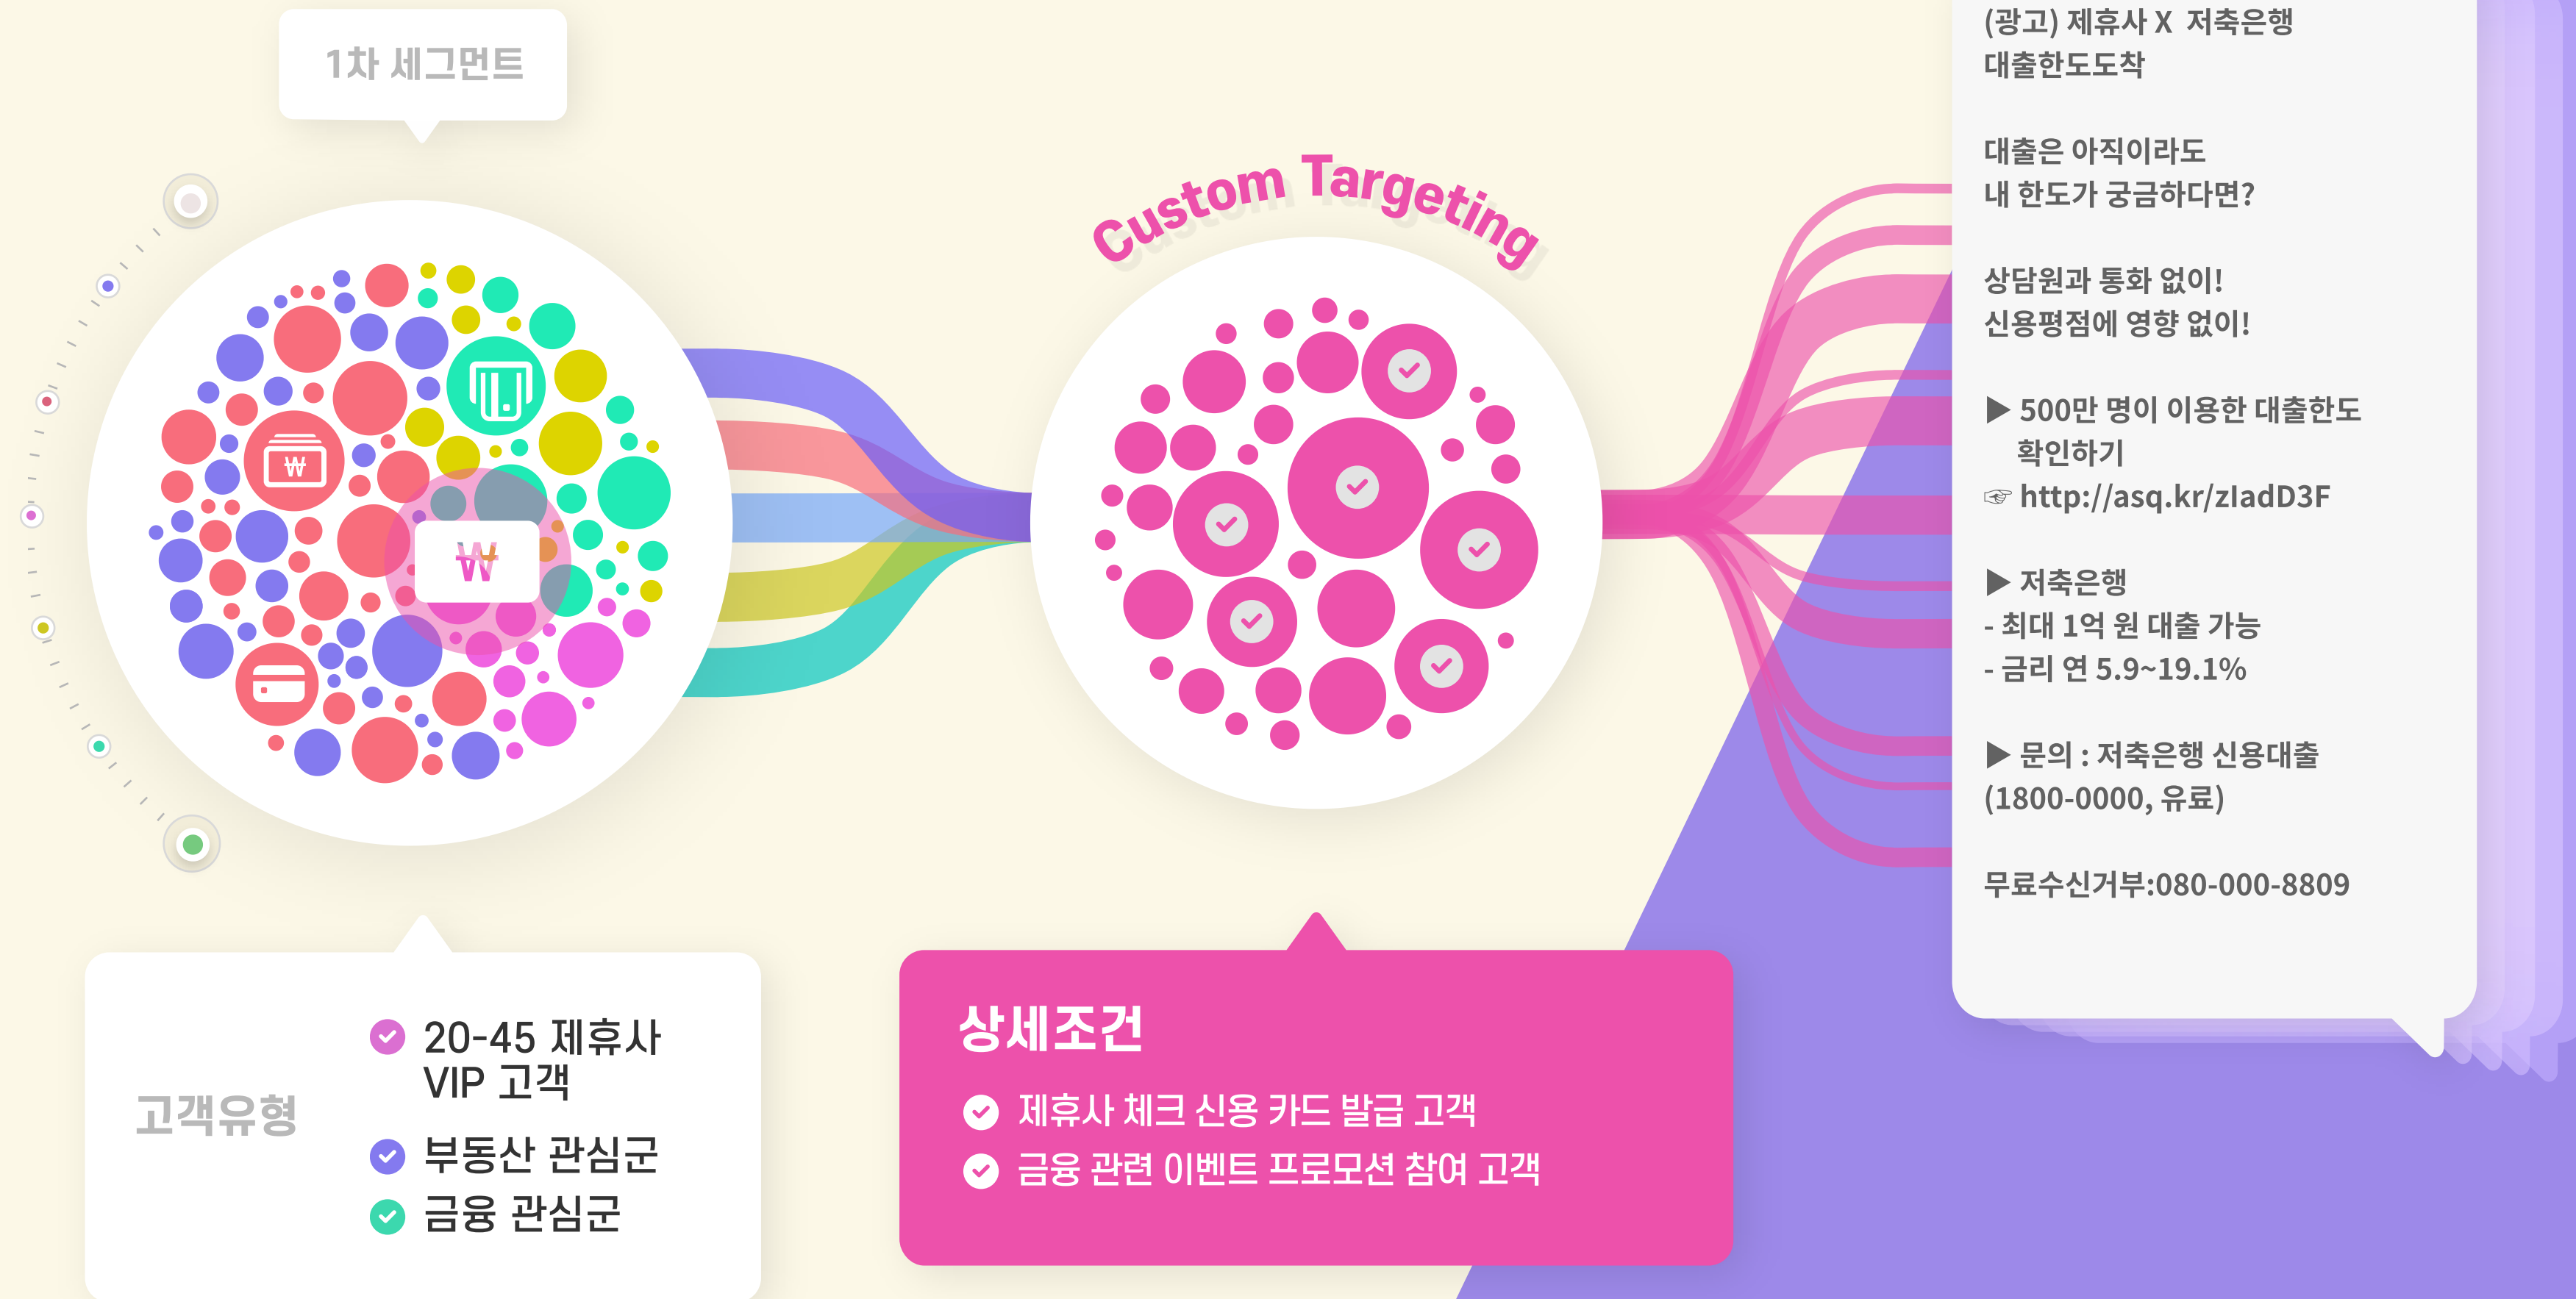 1차 세그먼트
₩
₩
고객유형
20-45 제휴사
VIP 고객
부동산 관심군
금융 관심군
Custom Targeting
상세조건
제휴사 체크 신용 카드 발급 고객
금융 관련 이벤트 프로모션 참여 고객
(광고) 제휴사 X 저축은행
대출한도도착
대출은 아직이라도
내 한도가 궁금하다면?
상담원과 통화 없이!
신용평점에 영향 없이!
▶ 500만 명이 이용한 대출한도
확인하기
☞ http://asq.kr/zIadD3F
▶ 저축은행
- 최대 1억 원 대출 가능
- 금리 연 5.9~19.1%
▶ 문의 : 저축은행 신용대출
(1800-0000, 유료)
무료수신거부:080-000-8809